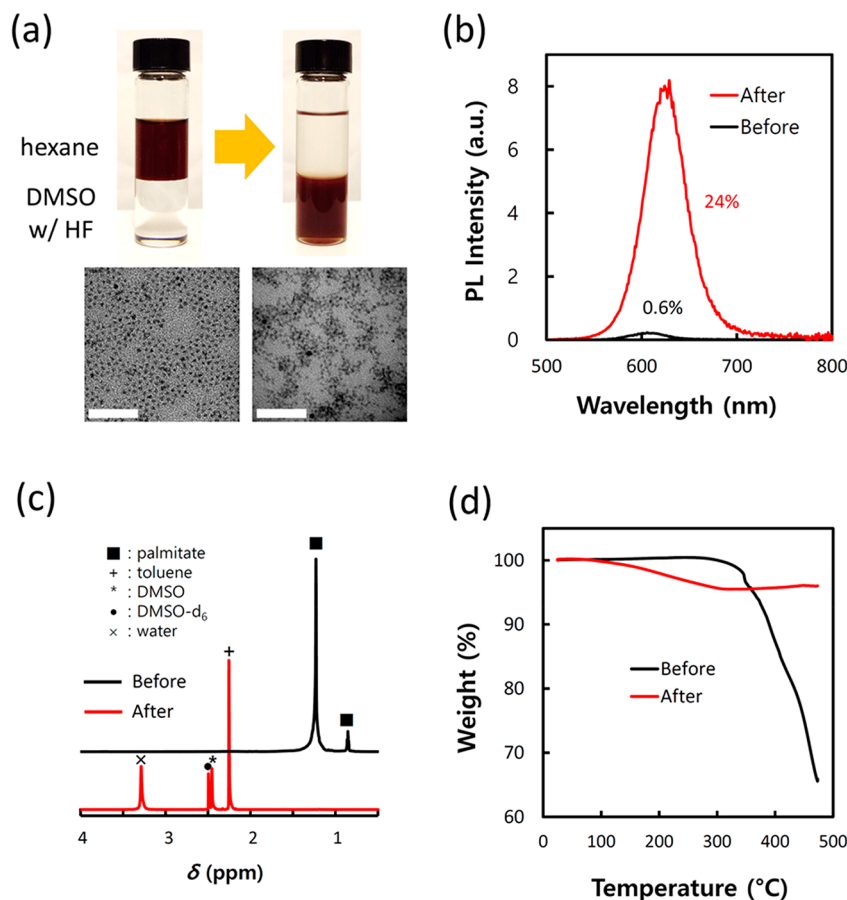 (a)
hexane
DMSO
w/ HF
(b)
PL Intensity (a.u.)
8
6
4
2
0
After
Before
24%
0.6%
500
600
700
800
Wavelength (nm)
(c)
■ : palmitate
+ : toluene
* : DMSO
● : DMSO-d6
× : water
Before
After
■
■
+
×
●
*
4
3
2
1
δ (ppm)
(d)
Weight (%)
100
90
80
70
60
Before
After
0
100
200
300
400
500
Temperature (°C)